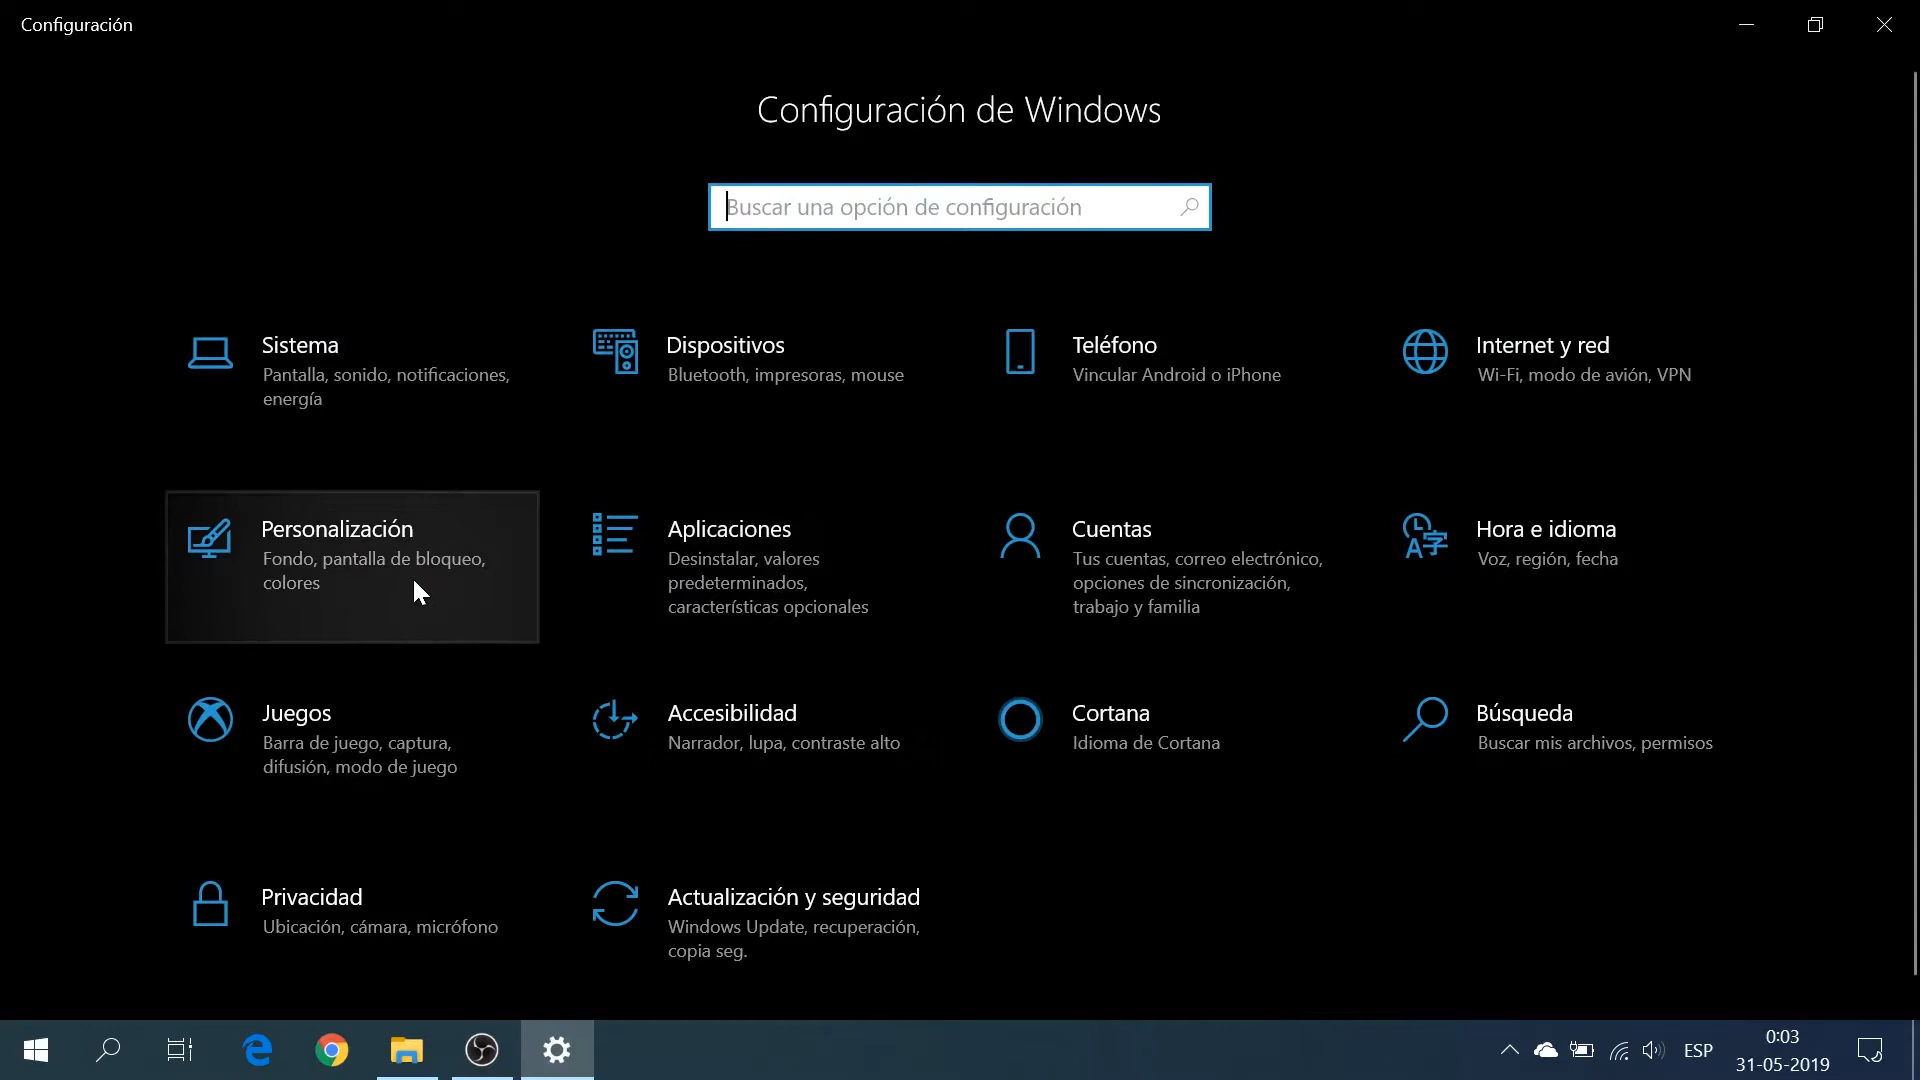 Configuración
Configuración de Windows
Buscar una opción de configuración
Sistema
Pantalla, sonido, notificaciones,
energía
Dispositivos
Bluetooth, impresoras, mouse
Teléfono
Vincular Android o iPhone
Internet y red
Wi-Fi, modo de avión, VPN
Personalización
Fondo, pantalla de bloqueo,
colores
Aplicaciones
Desinstalar, valores
predeterminados,
características opcionales
Cuentas
Tus cuentas, correo electrónico,
opciones de sincronización,
trabajo y familia
Hora e idioma
Voz, región, fecha
Juegos
Barra de juego, captura,
difusión, modo de juego
Accesibilidad
Narrador, lupa, contraste alto
Cortana
Idioma de Cortana
Búsqueda
Buscar mis archivos, permisos
Privacidad
Ubicación, cámara, micrófono
Actualización y seguridad
Windows Update, recuperación,
copia seg.
ESP
0:03
31-05-2019